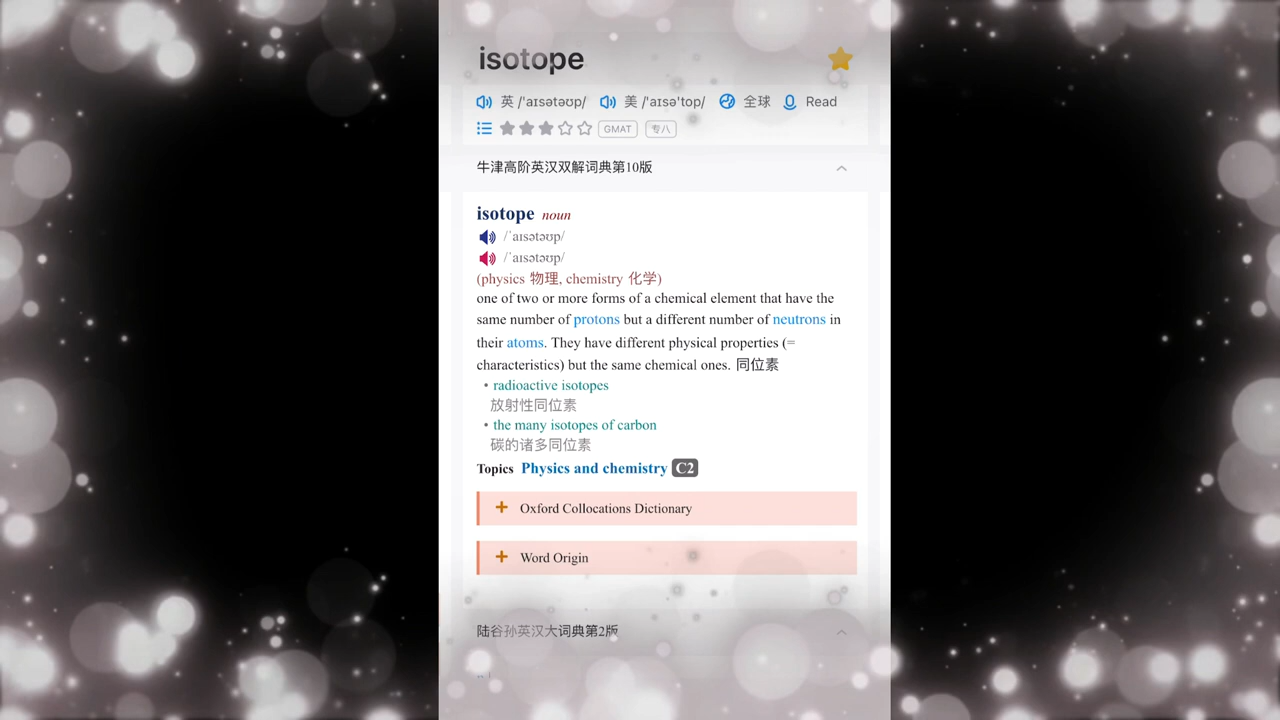 isotope
英 /'aɪsətəʊp/ 美 /'aɪsə'top/ 全球 Read
GMAT 专八
牛津高阶英汉双解词典第10版
isotope noun
/ˈaɪsətəʊp/
/ˈaɪsətoʊp/
(physics 物理, chemistry 化学)
one of two or more forms of a chemical element that have the
same number of protons but a different number of neutrons in
their atoms. They have different physical properties (=
characteristics) but the same chemical ones. 同位素
• radioactive isotopes
放射性同位素
• the many isotopes of carbon
碳的诸多同位素
Topics Physics and chemistry C2
+ Oxford Collocations Dictionary
+ Word Origin
陆谷孙英汉大词典第2版